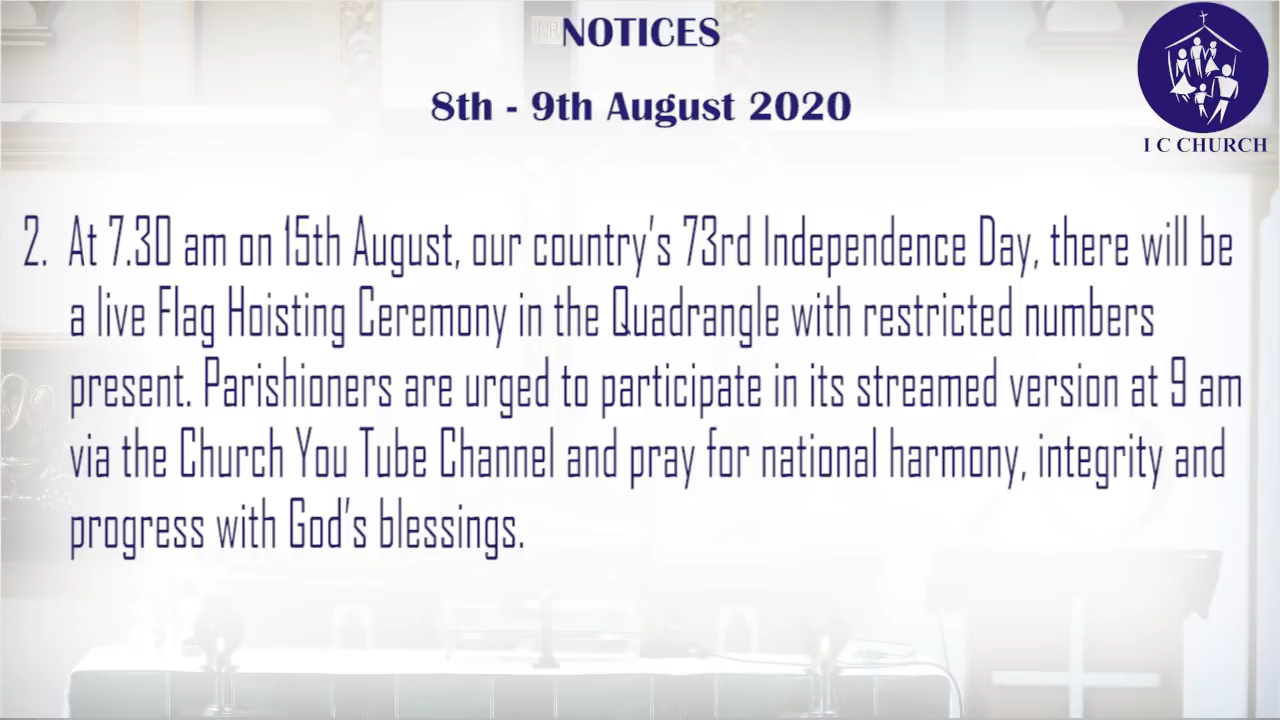 INRI
NOTICES
8th - 9th August 2020
I C CHURCH
2. At 7.30 am on 15th August, our country's 73rd Independence Day, there will be
a live Flag Hoisting Ceremony in the Quadrangle with restricted numbers
present. Parishioners are urged to participate in its streamed version at 9 am
via the Church You Tube Channel and pray for national harmony, integrity and
progress with God's blessings.